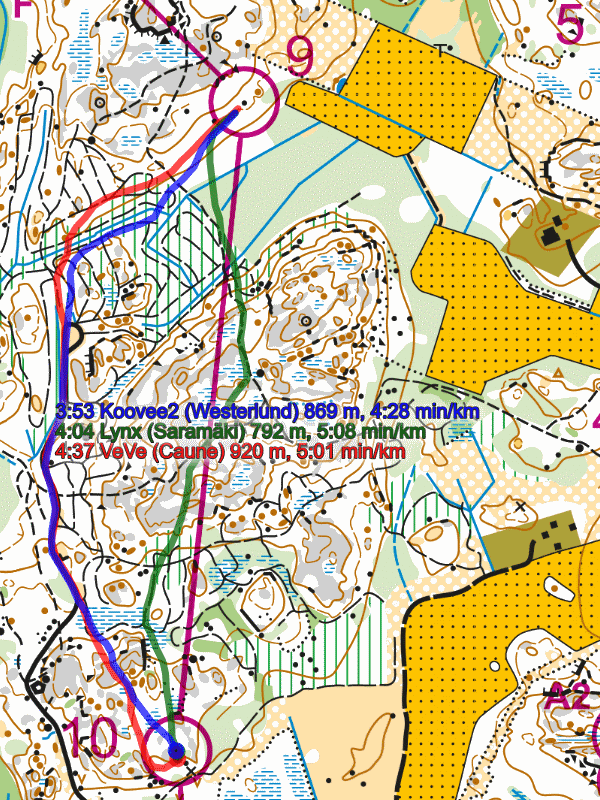 F
5
9
3:53 Koovee2 (Westerlund) 869 m, 4:28 min/km
4:04 Lynx (Saramäki) 792 m, 5:08 min/km
4
4:37 VeVe (Caune) 920 m, 5:01 min/km
A2
10